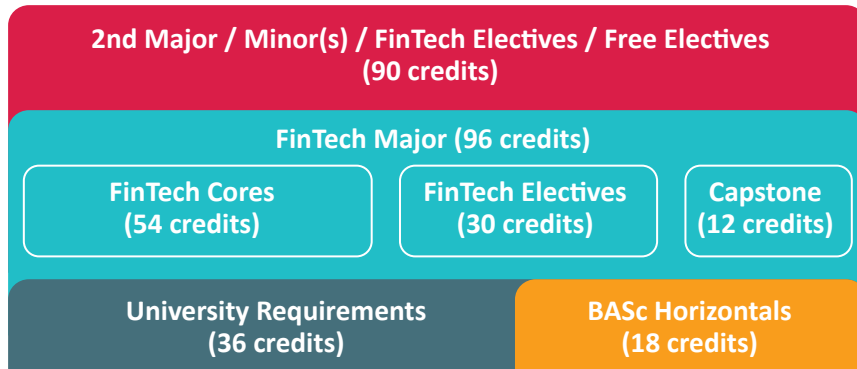 2nd Major / Minor(s) / FinTech Electives / Free Electives
(90 credits)
FinTech Major (96 credits)
FinTech Cores
(54 credits)
FinTech Electives
(30 credits)
Capstone
(12 credits)
University Requirements
(36 credits)
BASc Horizontals
(18 credits)